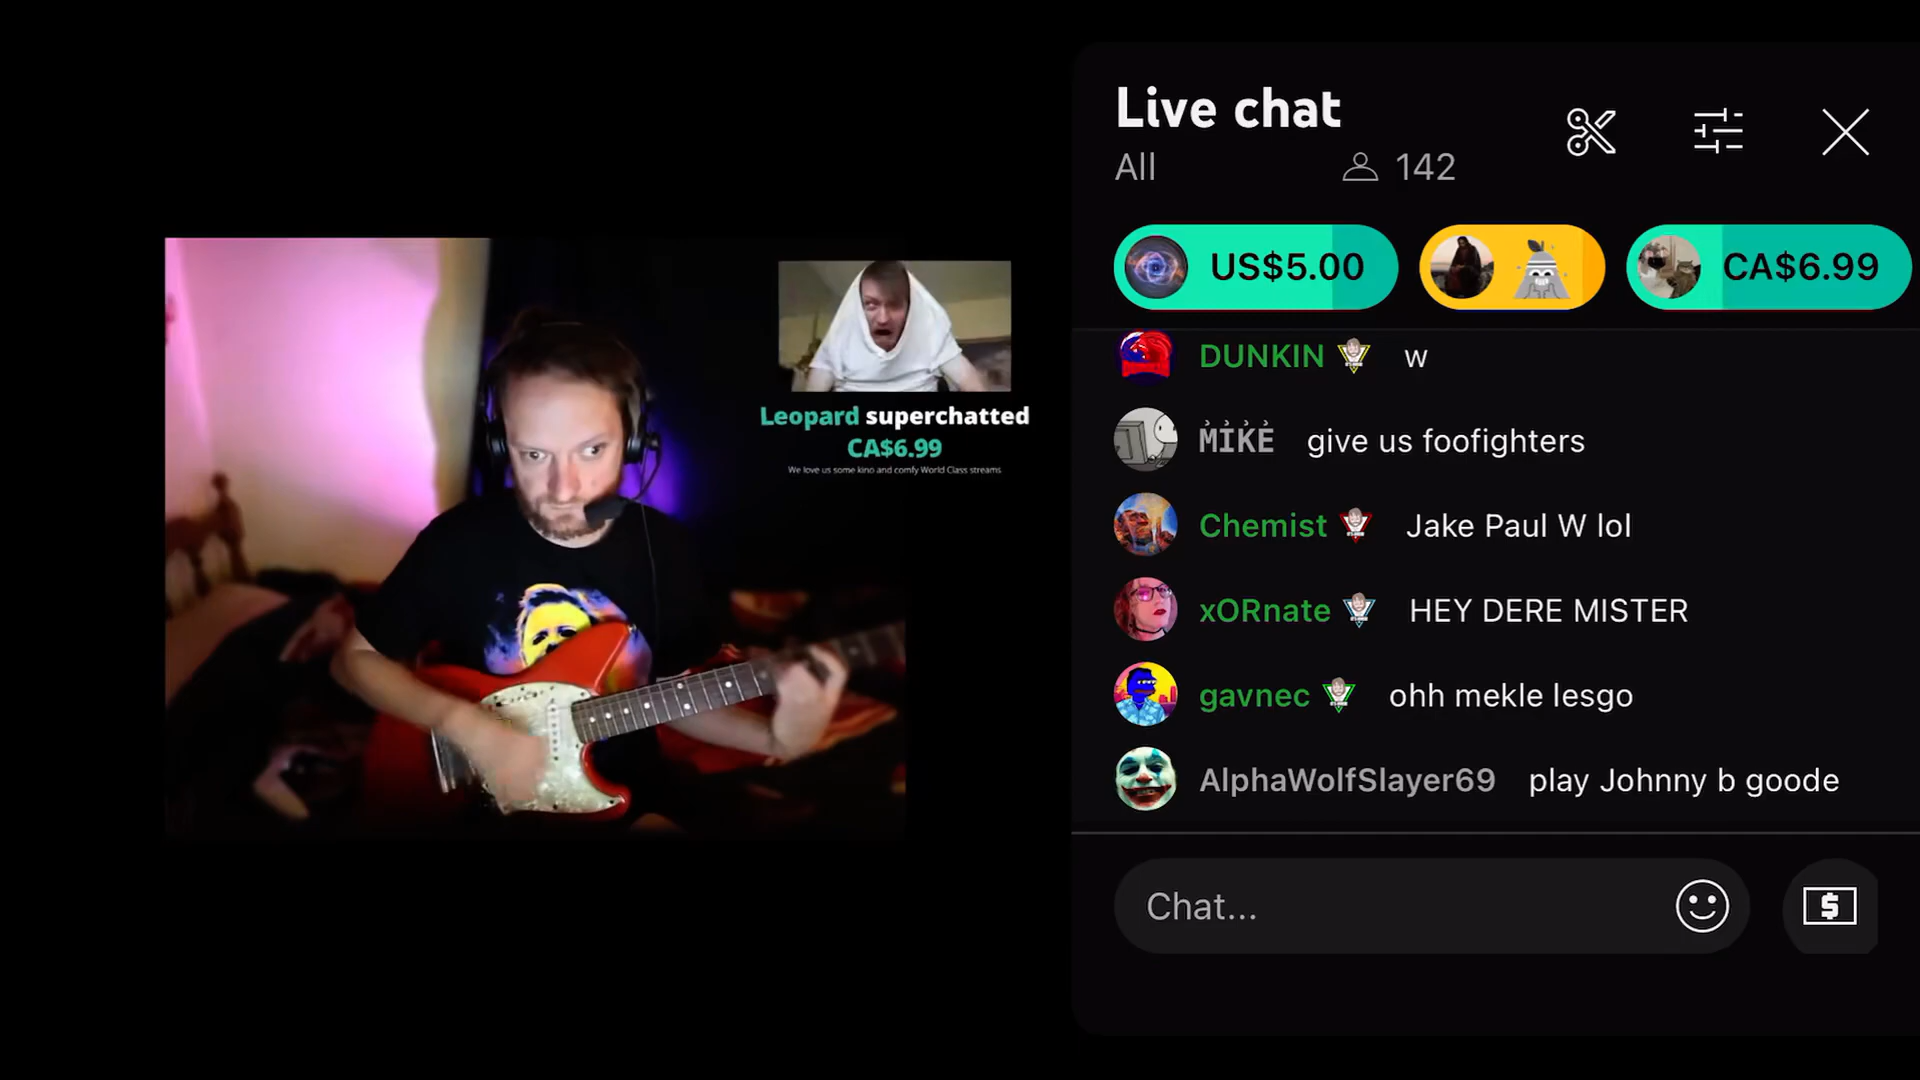 Live chat
All 142
US$5.00 CA$6.99
DUNKIN w
MIKE give us foofighters
Chemist Jake Paul W lol
xORnate HEY DERE MISTER
gavnec ohh mekle lesgo
AlphaWolfSlayer69 play Johnny b goode
Chat...
Leopard superchatted
CA$6.99
We love us some kino and comfy World Class streams